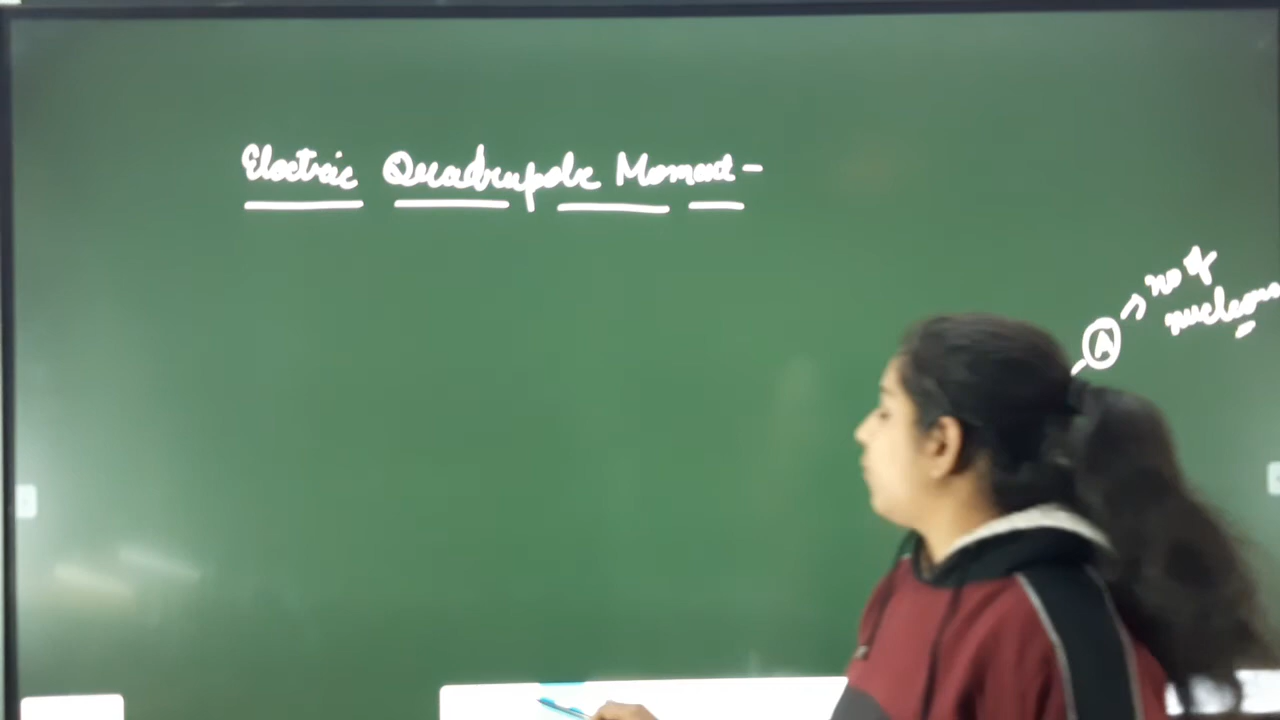 Electric Quadrupole Moment -
no of
A → nucleons